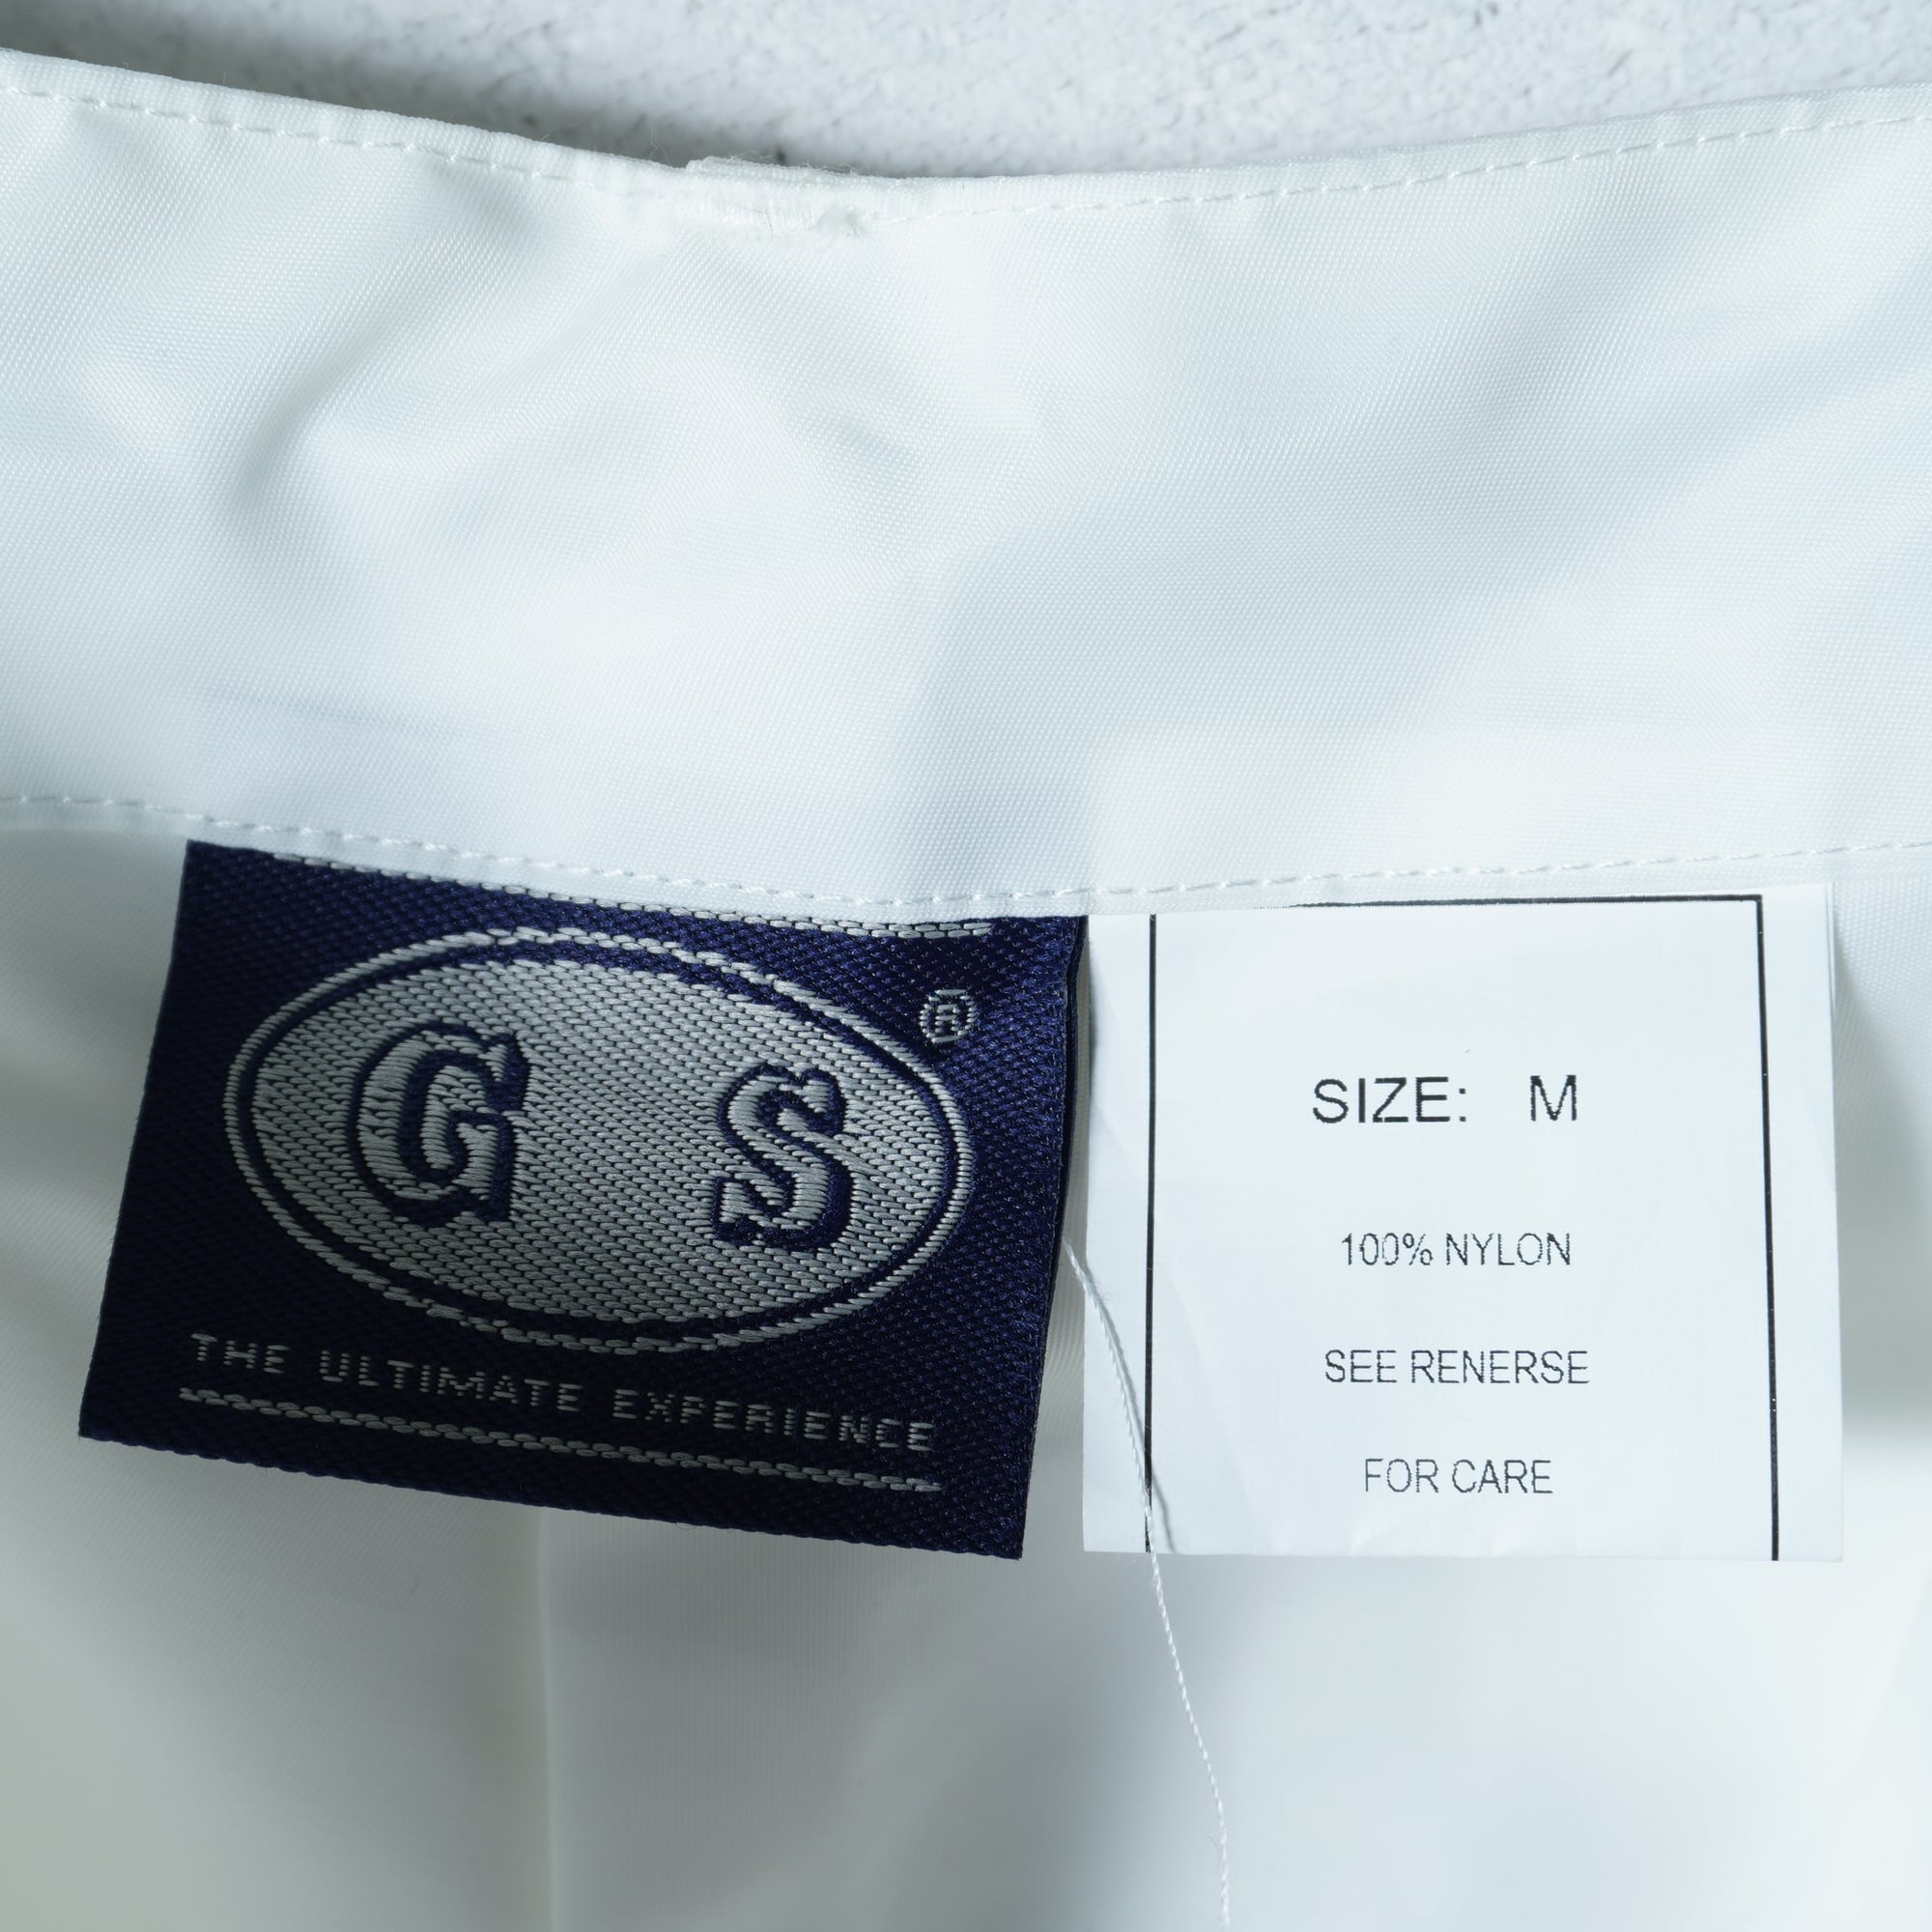 G S ®
THE ULTIMATE EXPERIENCE
SIZE: M
100% NYLON
SEE RENERSE
FOR CARE